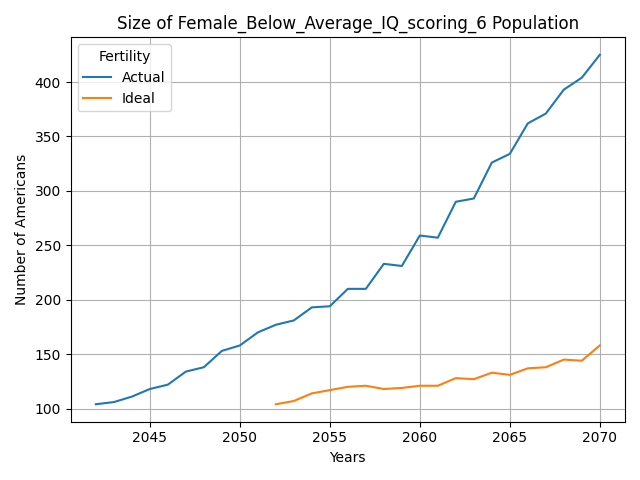 Size of Female_Below_Average_IQ_scoring_6 Population
Fertility
Actual
Ideal
Number of Americans
400
350
300
250
200
150
100
2045 2050 2055 2060 2065 2070
Years